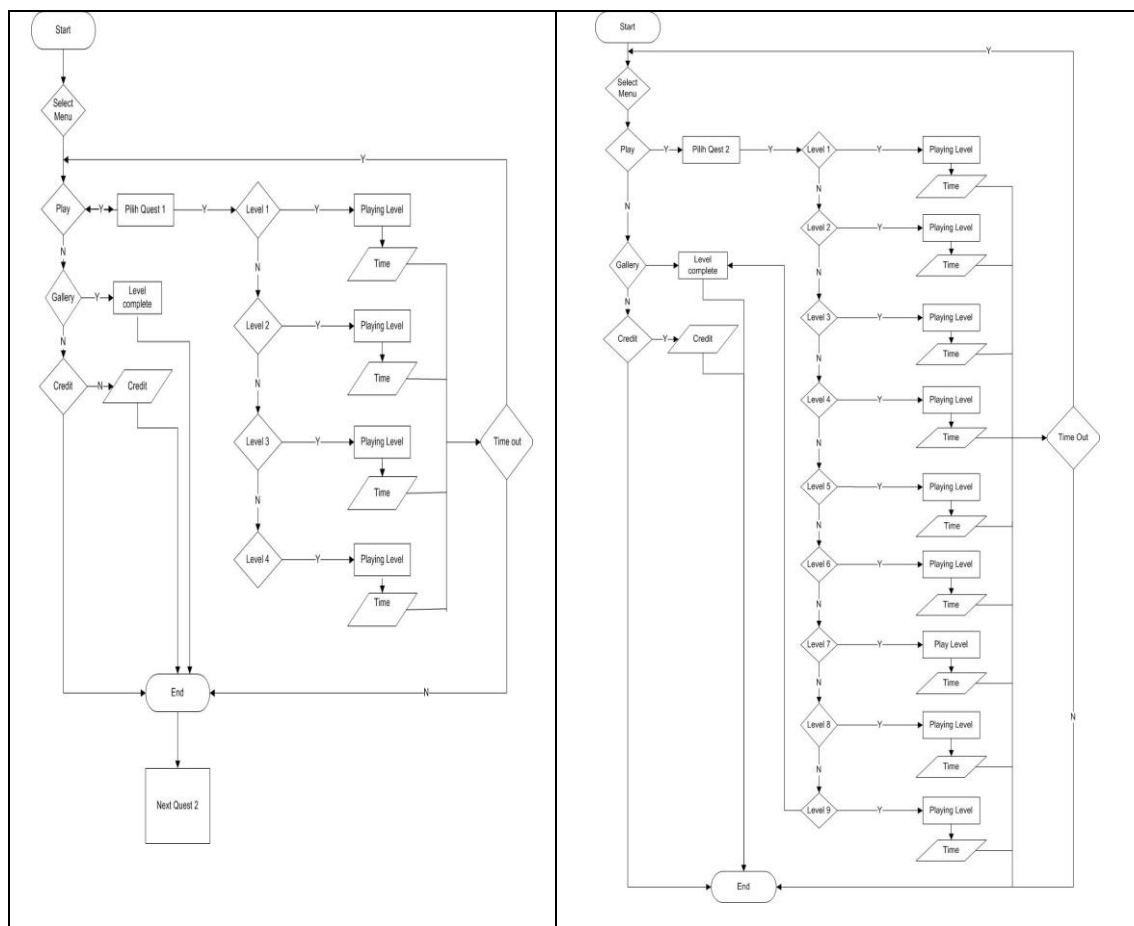 Start
Select
Menu
Y
Play
Y
Pilih Quest 1
Y
Level 1
Y
Playing Level
Time
N
N
Gallery
Y
Level
complete
Level 2
Y
Playing Level
Time
N
N
Credit
N
Credit
Level 3
Y
Playing Level
Time
Time out
N
Level 4
Y
Playing Level
Time
End
N
Next Quest 2
Start
Y
Select
Menu
Play
Y
Pilih Qest 2
Y
Level 1
Y
Playing Level
Time
N
N
Level 2
Y
Playing Level
Time
Gallery
Level
complete
N
N
Level 3
Y
Playing Level
Time
Credit
Y
Credit
N
Level 4
Y
Playing Level
Time
Time Out
N
Level 5
Y
Playing Level
Time
N
Level 6
Y
Playing Level
Time
N
Level 7
Y
Play Level
Time
N
Level 8
Y
Playing Level
Time
N
N
Level 9
Y
Playing Level
Time
End